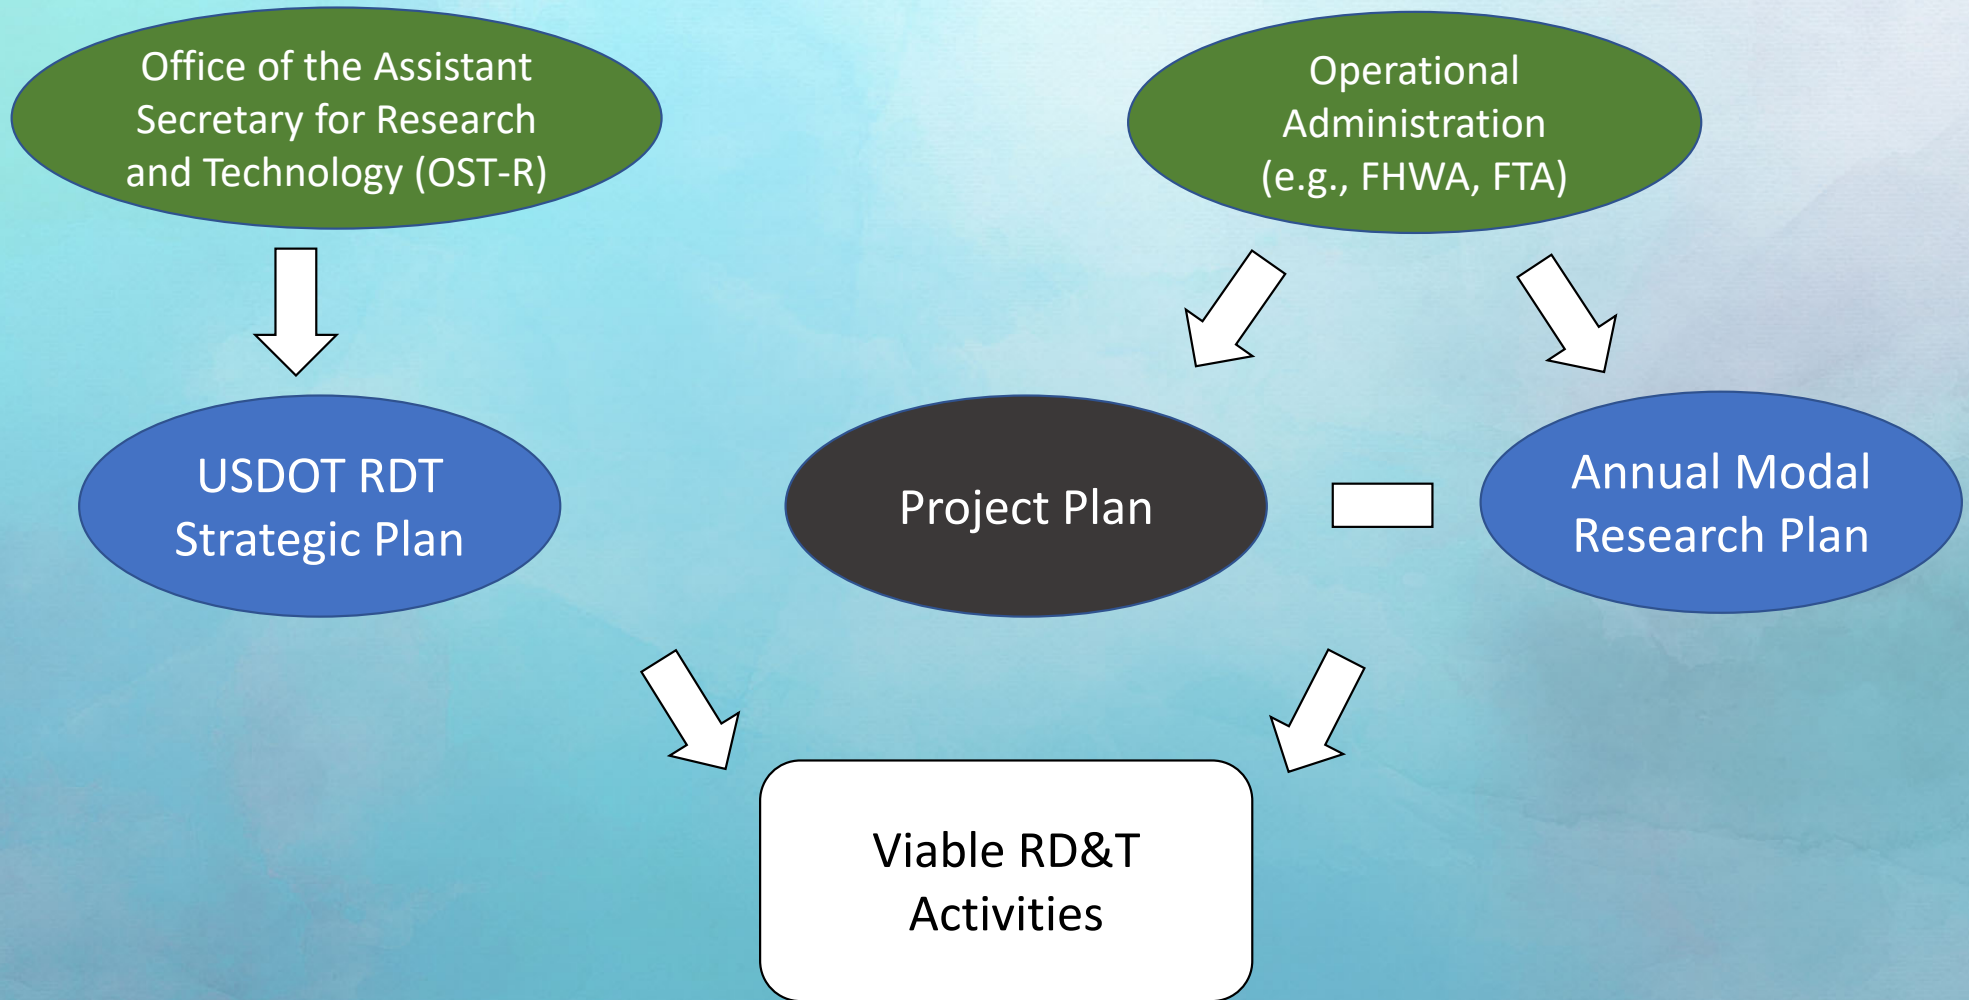 Office of the Assistant
Secretary for Research
and Technology (OST-R)
Operational
Administration
(e.g., FHWA, FTA)
USDOT RDT
Strategic Plan
Project Plan
Annual Modal
Research Plan
Viable RD&T
Activities